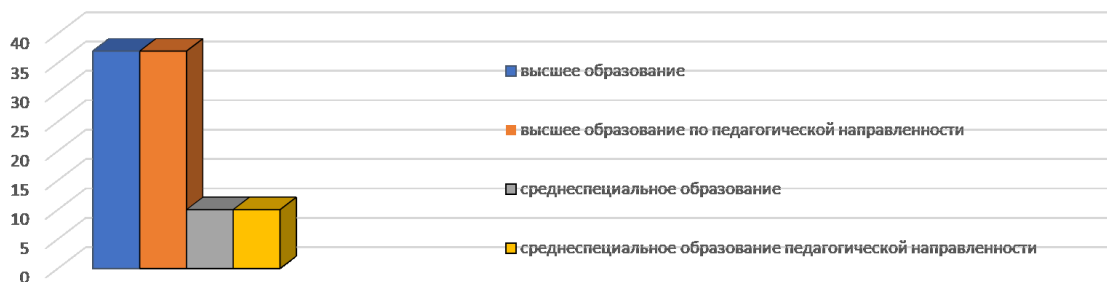 40
35
30
25
20
15
10
5
0
высшее образование
высшее образование по педагогической направленности
среднеспециальное образование
среднеспециальное образование педагогической направленности